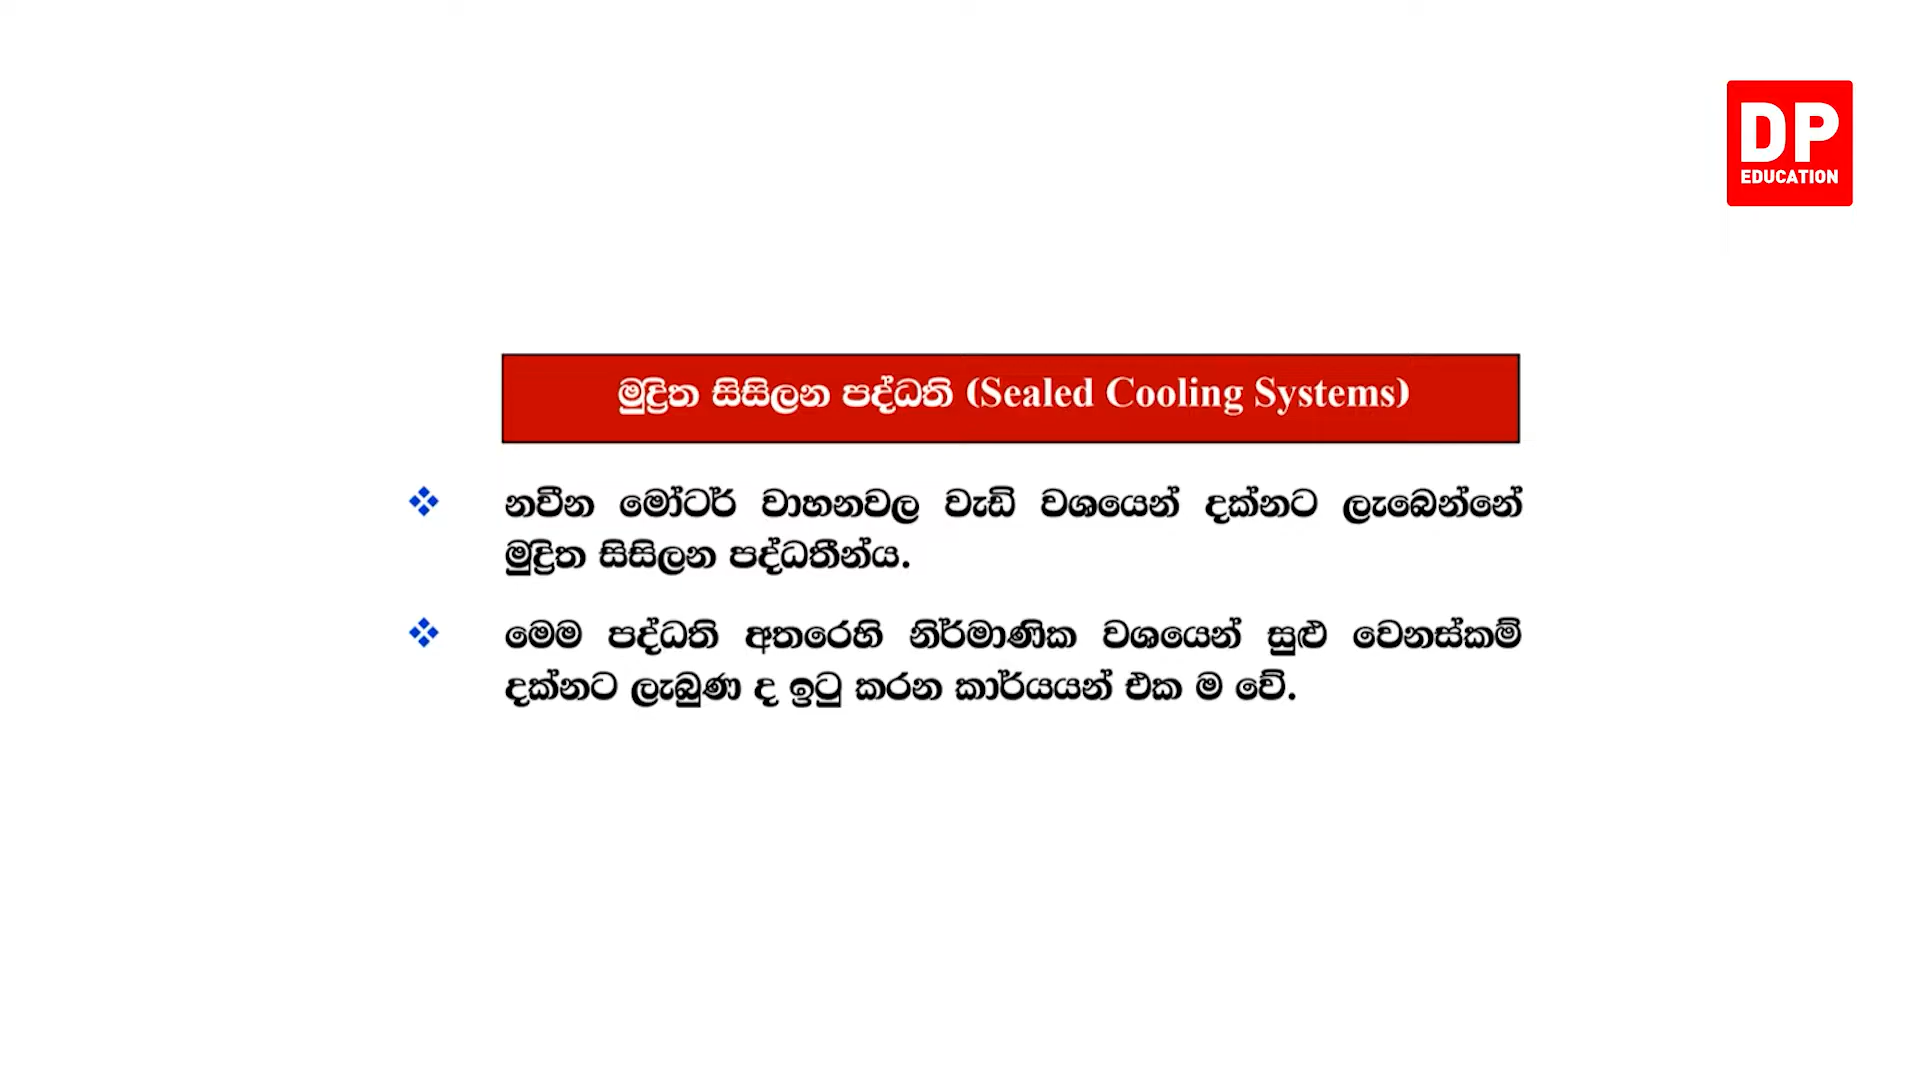 DP
EDUCATION
මුද්‍රිත සිසිලන පද්ධති (Sealed Cooling Systems)
❖ නවීන මෝටර් වාහනවල වැඩි වශයෙන් දක්නට ලැබෙන්නේ
මුද්‍රිත සිසිලන පද්ධතීන්ය.
❖ මෙම පද්ධති අතරෙහි නිර්මාණික වශයෙන් සුළු වෙනස්කම්
දක්නට ලැබුණ ද ඉටු කරන කාර්යයන් එක ම වේ.